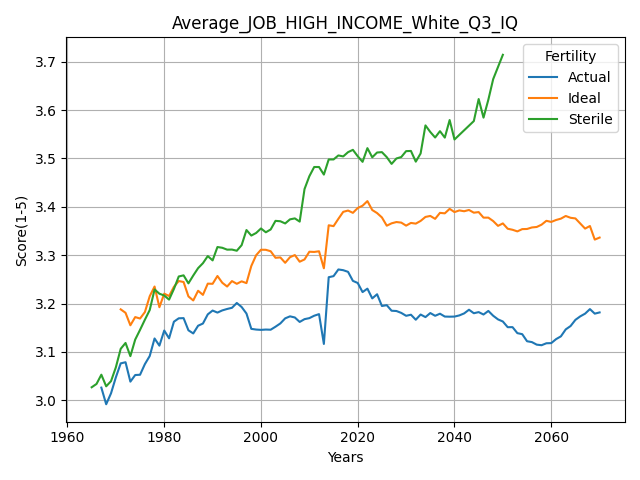 Average_JOB_HIGH_INCOME_White_Q3_IQ
Score(1-5)
3.7
3.6
3.5
3.4
3.3
3.2
3.1
3.0
Fertility
Actual
Ideal
Sterile
1960 1980 2000 2020 2040 2060
Years